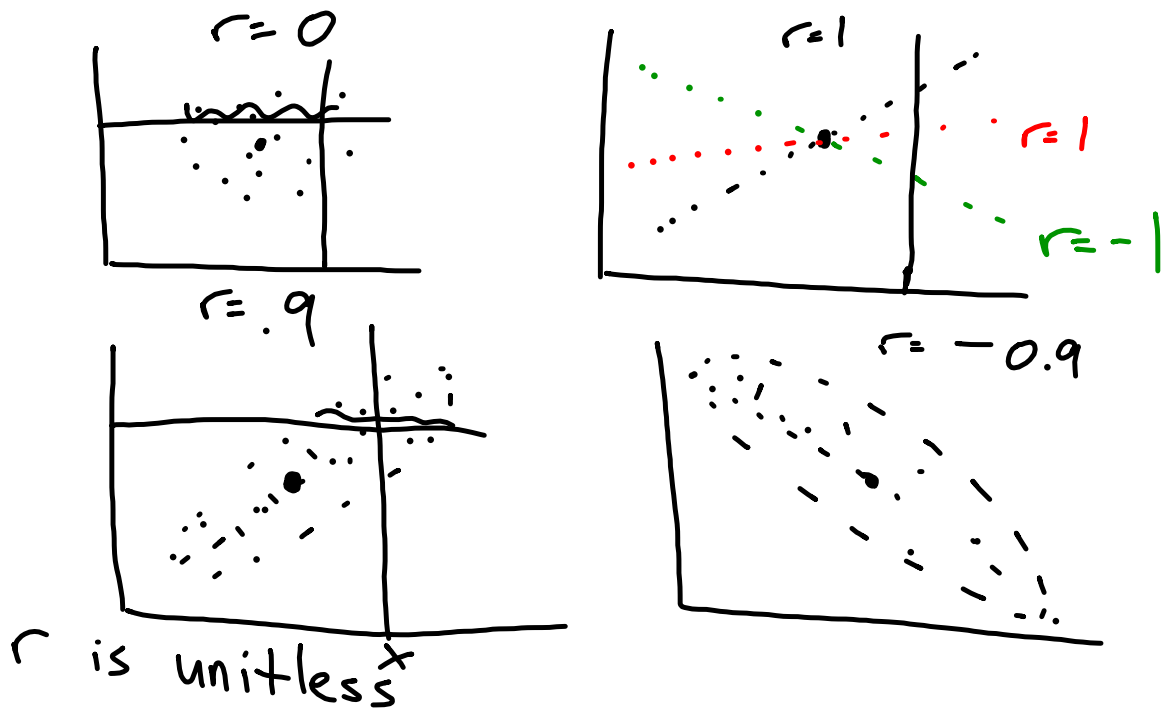 r = 0
r = 1
r = 1
r = -1
r = .9
r = -0.9
x
r is unitless